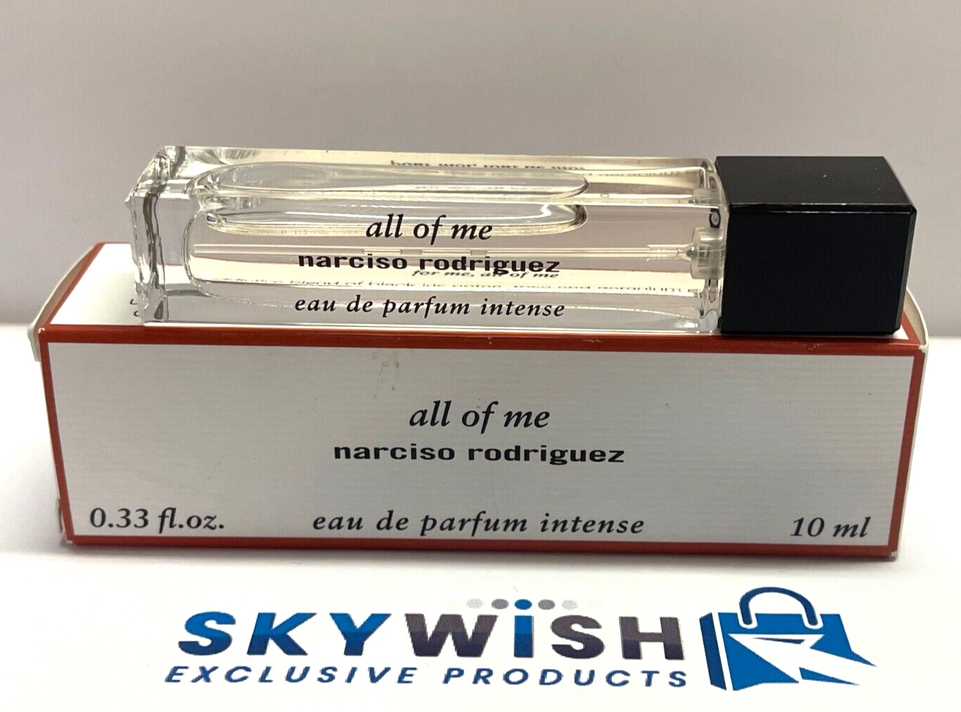 all of me
narciso rodriguez
for me, all of me
eau de parfum intense
all of me
narciso rodriguez
0.33 fl.oz. eau de parfum intense 10 ml
SKYWiSH
EXCLUSIVE PRODUCTS